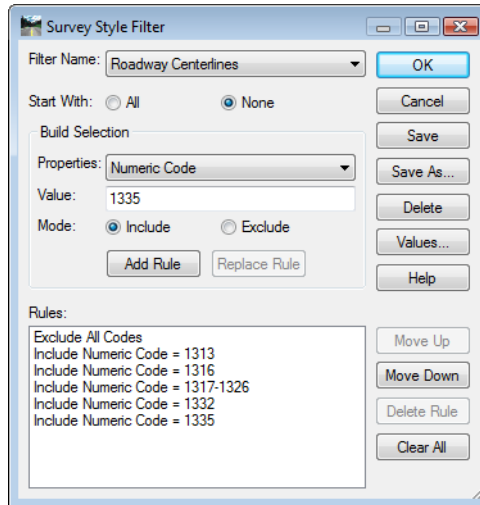 Survey Style Filter
Filter Name: Roadway Centerlines
OK
Start With: All None
Cancel
Build Selection
Save
Properties: Numeric Code
Save As...
Value: 1335
Delete
Mode: Include Exclude
Values...
Add Rule Replace Rule
Help
Rules:
Exclude All Codes
Include Numeric Code = 1313
Include Numeric Code = 1316
Include Numeric Code = 1317-1326
Include Numeric Code = 1332
Include Numeric Code = 1335
Move Up
Move Down
Delete Rule
Clear All